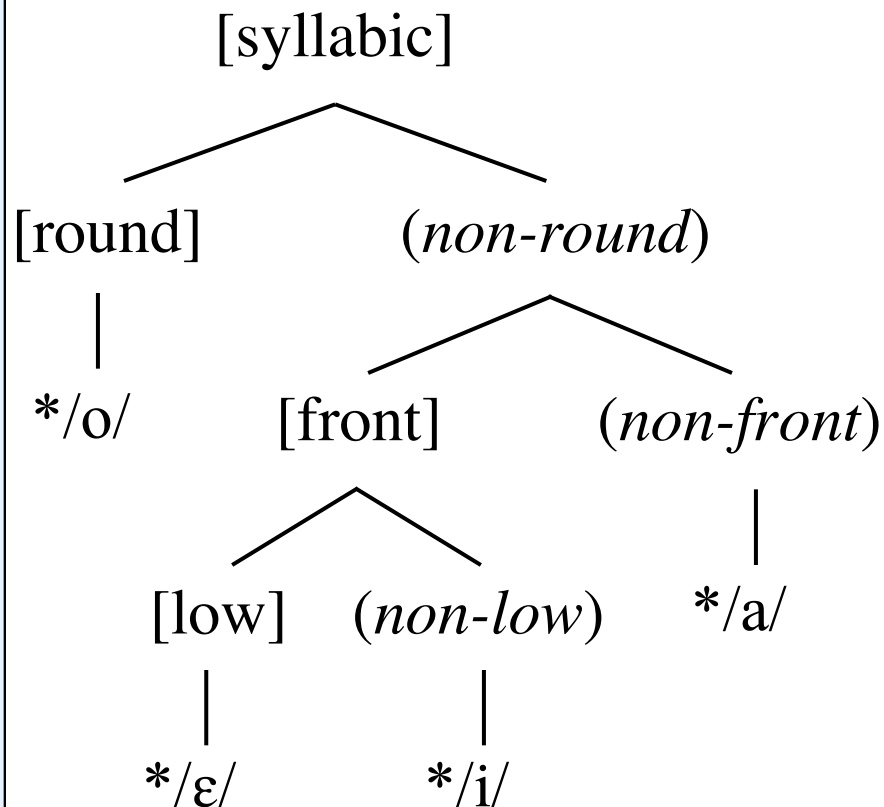 [syllabic]
[round] (non-round)
*/o/ [front] (non-front)
[low] (non-low) */a/
*/ɛ/ */i/